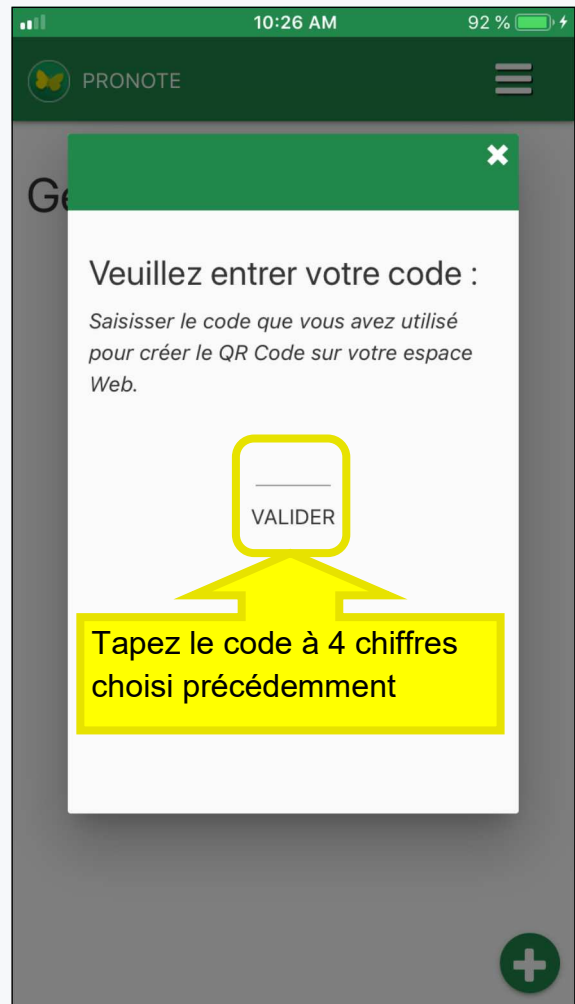 10:26 AM 92 %
PRONOTE
Ge
Veuillez entrer votre code :
Saisisser le code que vous avez utilisé
pour créer le QR Code sur votre espace
Web.
VALIDER
Tapez le code à 4 chiffres
choisi précédemment